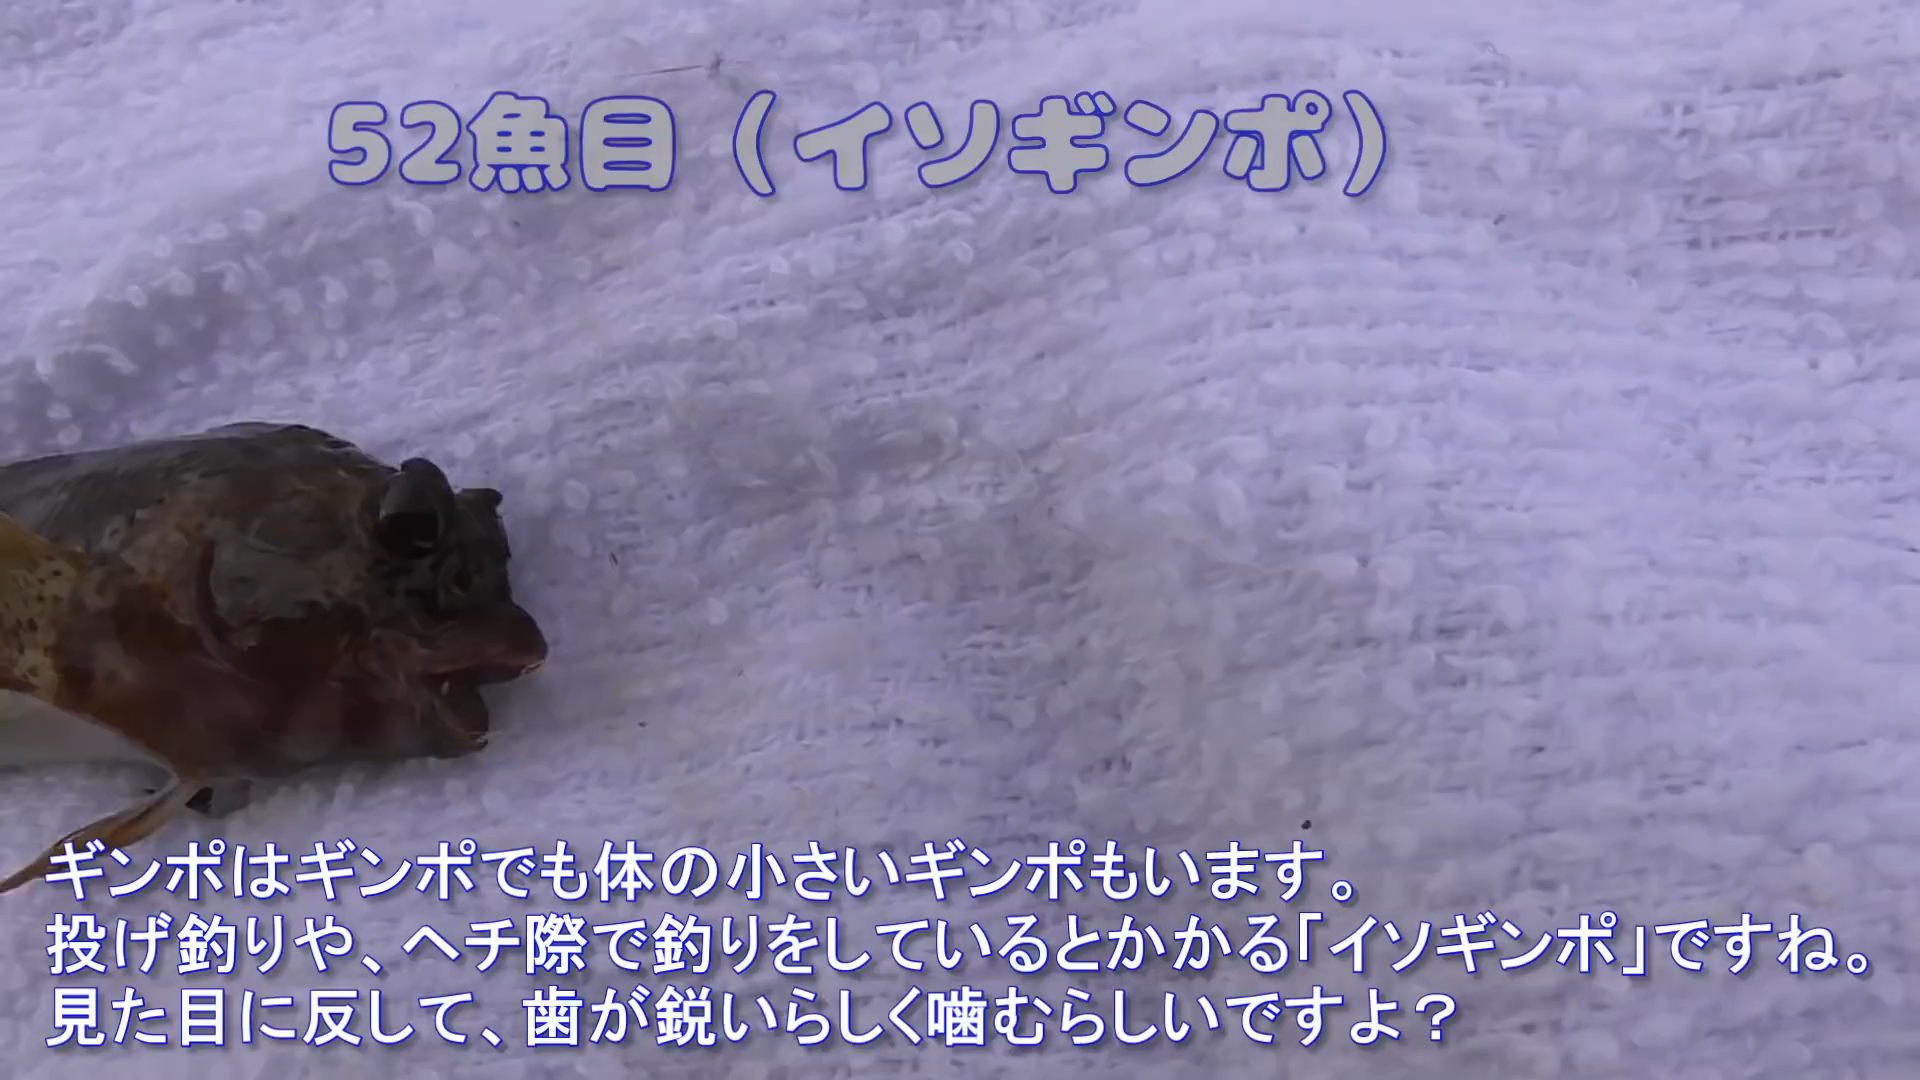 52魚目（イソギンポ）
ギンポはギンポでも体の小さいギンポもいます。
投げ釣りや、ヘチ際で釣りをしているとかかる「イソギンポ」ですね。
見た目に反して、歯が鋭いらしく噛むらしいですよ？